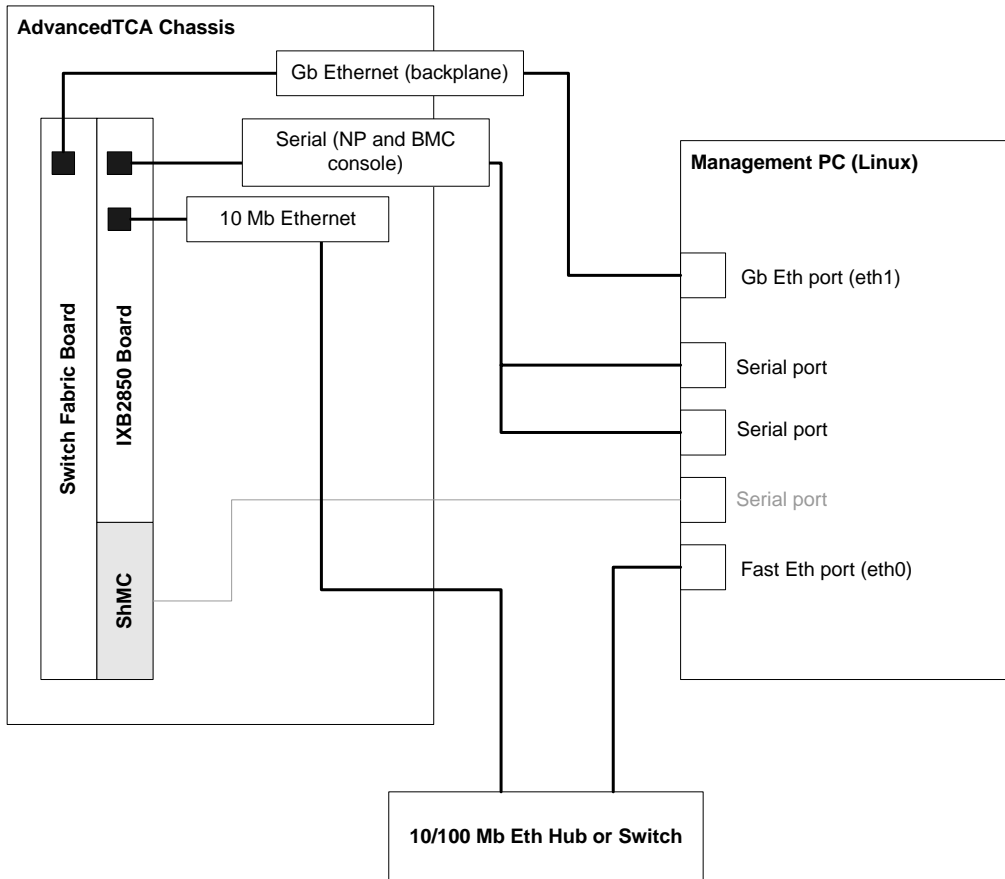 AdvancedTCA Chassis
Gb Ethernet (backplane)
Serial (NP and BMC
console)
10 Mb Ethernet
Switch Fabric Board
IXB2850 Board
ShMC
Management PC (Linux)
Gb Eth port (eth1)
Serial port
Serial port
Serial port
Fast Eth port (eth0)
10/100 Mb Eth Hub or Switch